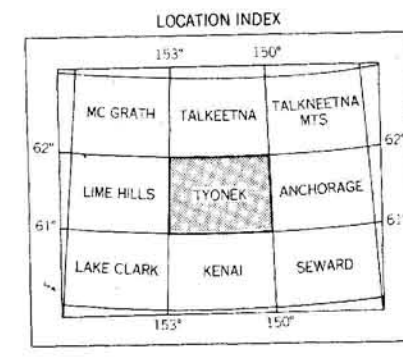 LOCATION INDEX
153° 150°
MC GRATH TALKEETNA TALKNEETNA MTS
62° 62°
LIME HILLS TYONEK ANCHORAGE
61° 61°
LAKE CLARK KENAI SEWARD
153° 150°